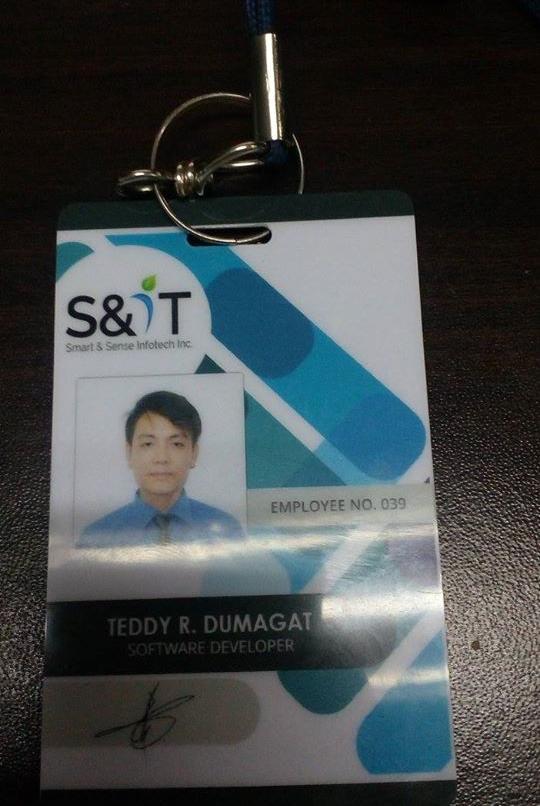 S&iT
Smart & Sense Infotech Inc.
EMPLOYEE NO. 039
TEDDY R. DUMAGAT
SOFTWARE DEVELOPER